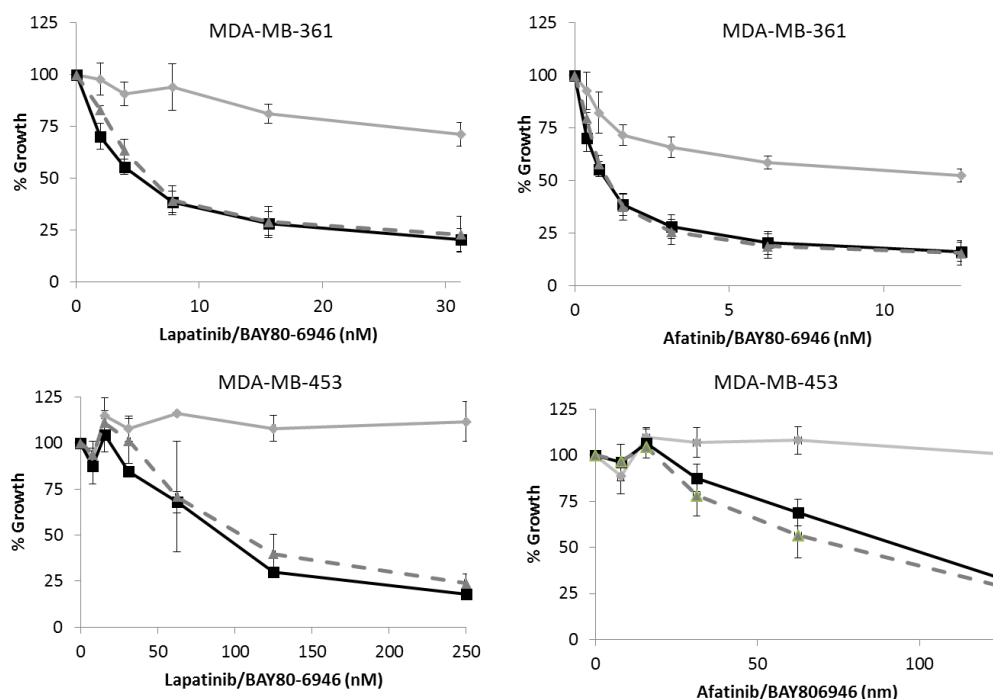 MDA-MB-361
125
100
75
50
25
0
% Growth
0 10 20 30
Lapatinib/BAY80-6946 (nM)
MDA-MB-361
125
100
75
50
25
0
% Growth
0 5 10
Afatinib/BAY80-6946 (nM)
MDA-MB-453
125
100
75
50
25
0
% Growth
0 50 100 150 200 250
Lapatinib/BAY80-6946 (nM)
MDA-MB-453
125
100
75
50
25
0
% Growth
0 50 100
Afatinib/BAY806946 (nm)